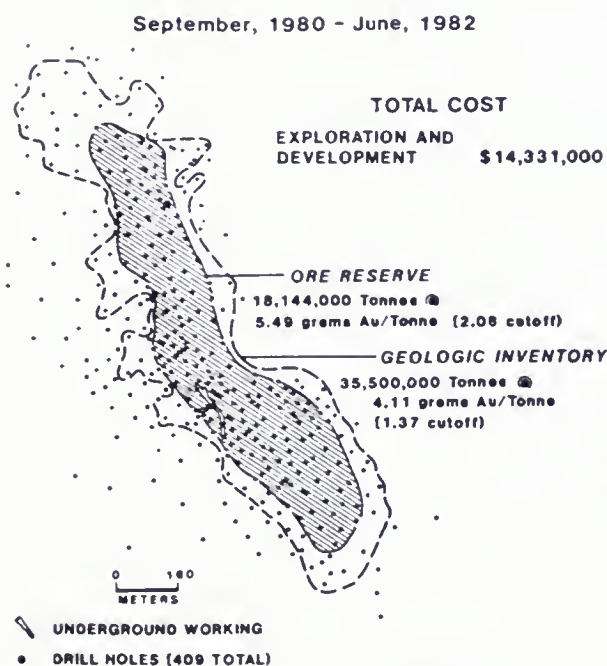 September, 1980 - June, 1982
TOTAL COST
EXPLORATION AND
DEVELOPMENT $14,331,000
ORE RESERVE
18,144,000 Tonnes @
5.49 grams Au/Tonne (2.06 cutoff)
GEOLOGIC INVENTORY
35,500,000 Tonnes @
4.11 grams Au/Tonne
(1.37 cutoff)
0 160
METERS
UNDERGROUND WORKING
DRILL HOLES (409 TOTAL)